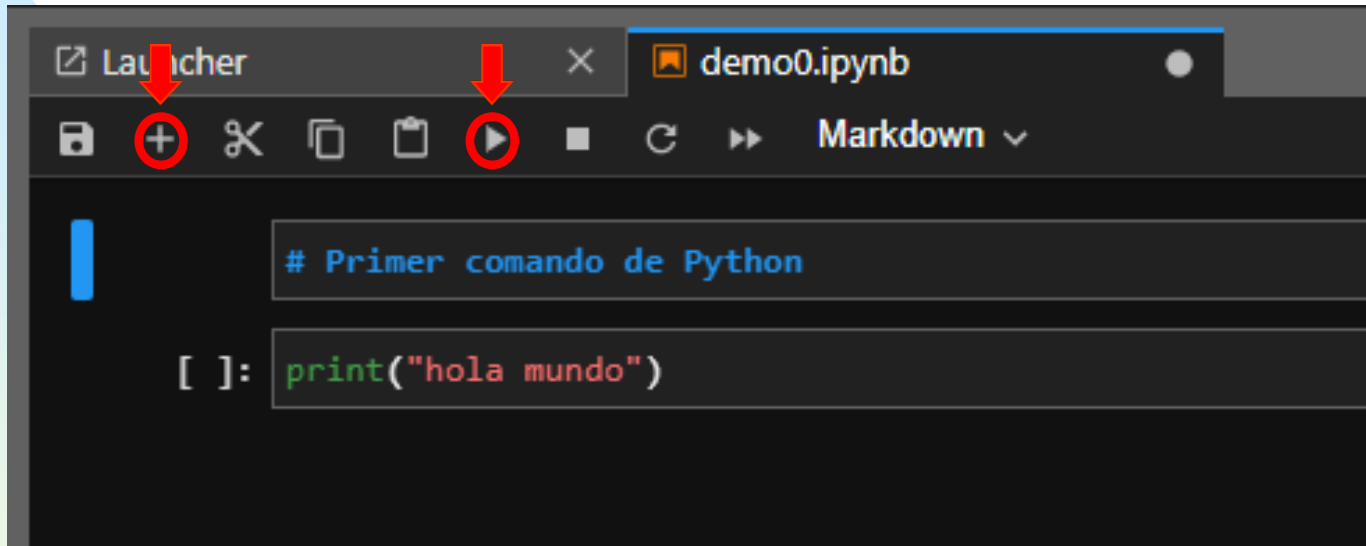 Launcher
demo0.ipynb
Markdown
# Primer comando de Python
[ ]: print("hola mundo")